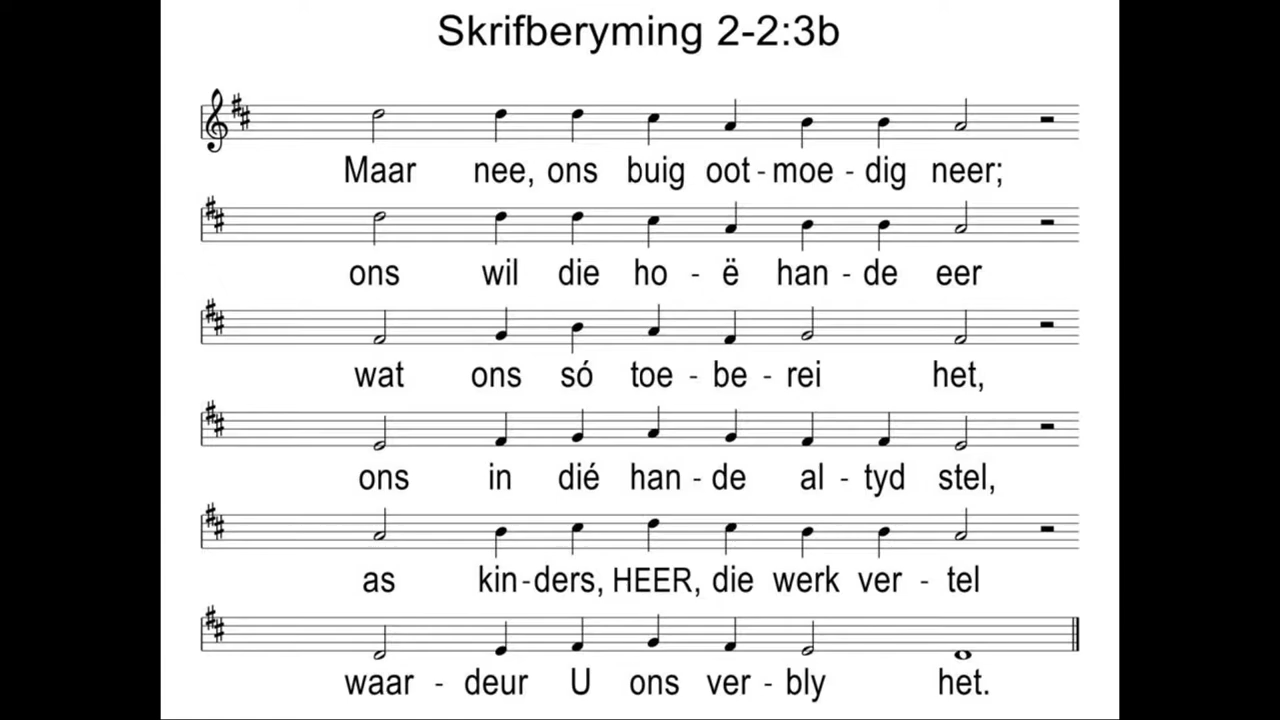 Skrifberyming 2-2:3b
Maar nee, ons buig oot - moe - dig neer;
ons wil die ho - ë han - de eer
wat ons só toe - be - rei het,
ons in dié han - de al - tyd stel,
as kin - ders, HEER, die werk ver - tel
waar - deur U ons ver - bly het.